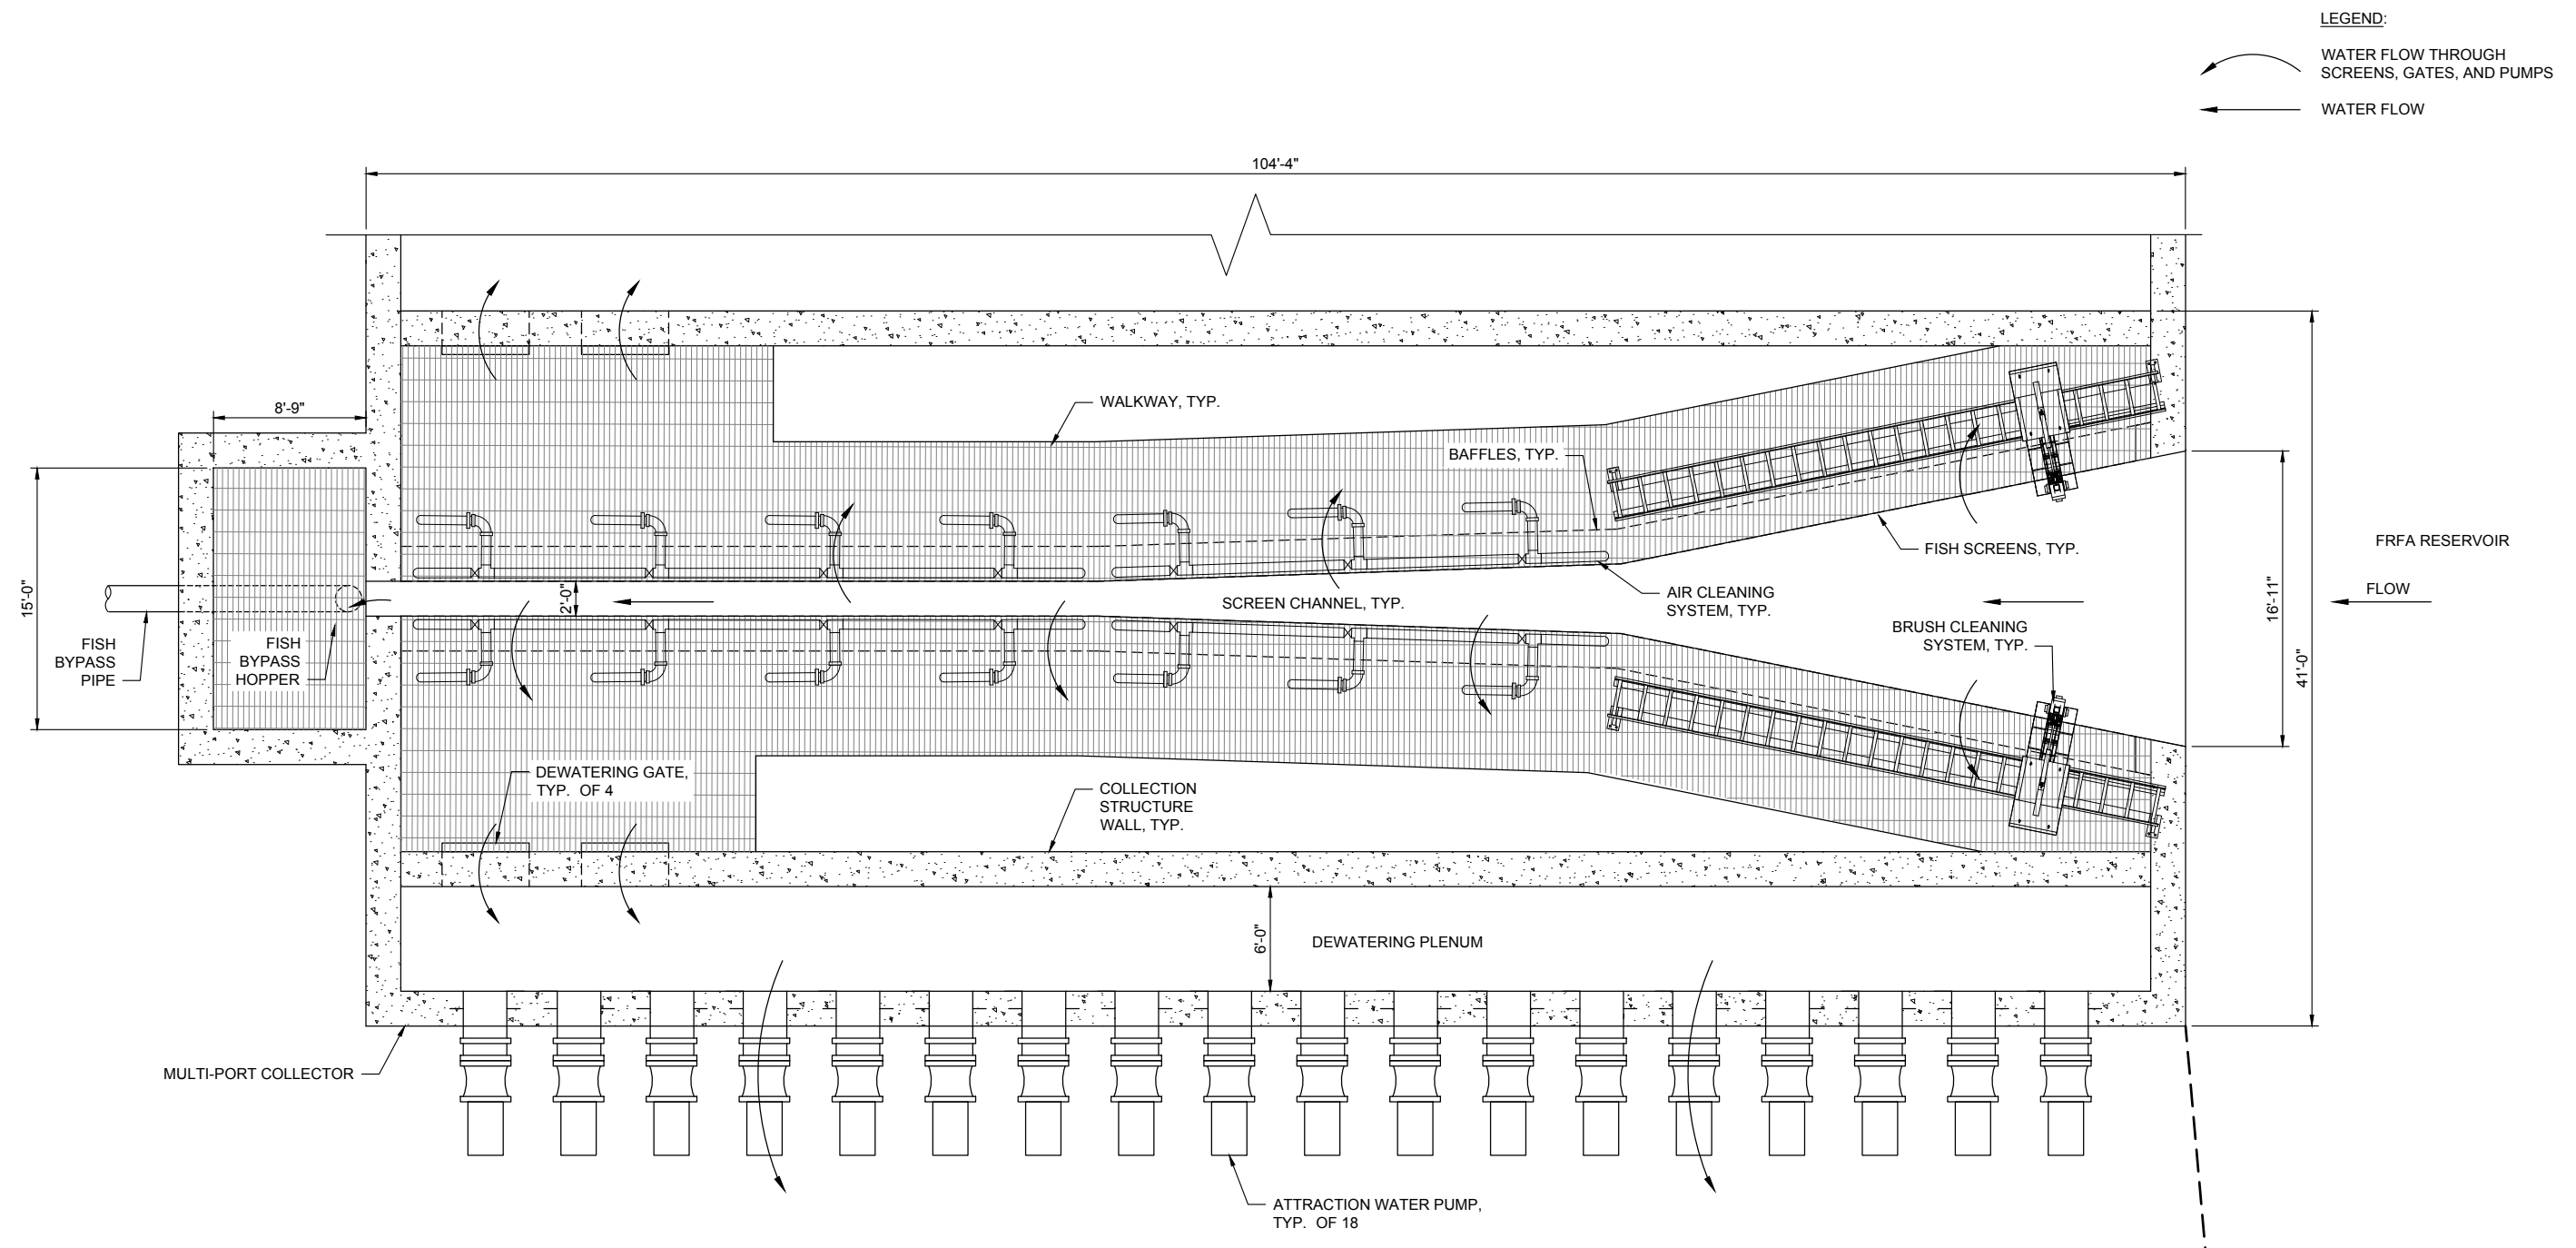 LEGEND:
WATER FLOW THROUGH
SCREENS, GATES, AND PUMPS
WATER FLOW
104'-4"
8'-9"
WALKWAY, TYP.
BAFFLES, TYP.
FISH SCREENS, TYP.
FRFA RESERVOIR
FLOW
15'-0"
2'-0"
SCREEN CHANNEL, TYP.
AIR CLEANING
SYSTEM, TYP.
16'-11"
41'-0"
BRUSH CLEANING
SYSTEM, TYP.
FISH
BYPASS
PIPE
FISH
BYPASS
HOPPER
DEWATERING GATE,
TYP. OF 4
COLLECTION
STRUCTURE
WALL, TYP.
6'-0"
DEWATERING PLENUM
MULTI-PORT COLLECTOR
ATTRACTION WATER PUMP,
TYP. OF 18